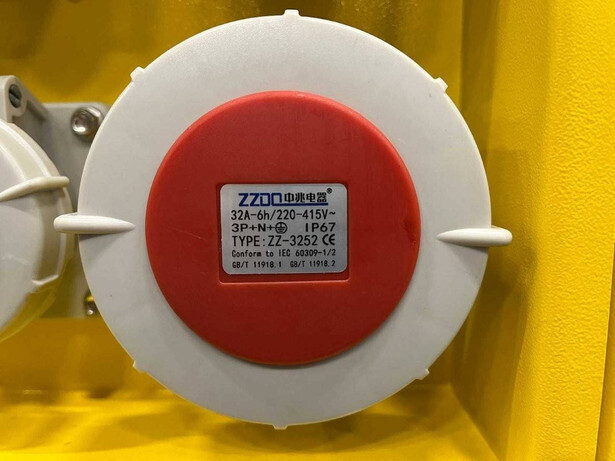 ZZDO中兆电器®
32A-6h/220-415V~
3P+N+⏚ IP67
TYPE: ZZ-3252 CE
Conform to IEC 60309-1/2
GB/T 11918.1 GB/T 11918.2